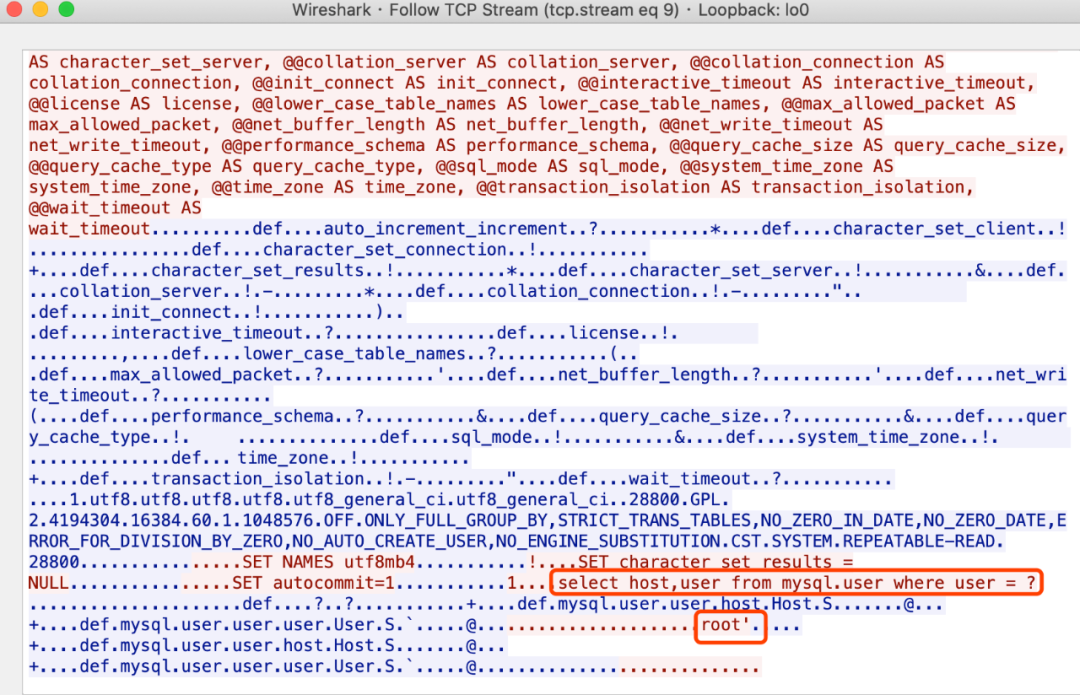 Wireshark · Follow TCP Stream (tcp.stream eq 9) · Loopback: lo0
AS character_set_server, @@collation_server AS collation_server, @@collation_connection AS
collation_connection, @@init_connect AS init_connect, @@interactive_timeout AS interactive_timeout,
@@license AS license, @@lower_case_table_names AS lower_case_table_names, @@max_allowed_packet AS
max_allowed_packet, @@net_buffer_length AS net_buffer_length, @@net_write_timeout AS
net_write_timeout, @@performance_schema AS performance_schema, @@query_cache_size AS query_cache_size,
@@query_cache_type AS query_cache_type, @@sql_mode AS sql_mode, @@system_time_zone AS
system_time_zone, @@time_zone AS time_zone, @@transaction_isolation AS transaction_isolation,
@@wait_timeout AS
wait_timeout..........def....auto_increment_increment..?...........*....def....character_set_client..!
................def....character_set_connection..!...........
+....def....character_set_results..!...........*....def....character_set_server..!...........&....def.
...collation_server..!.-.........*....def....collation_connection..!.-........."..
.def....init_connect..!...........)..
.def....interactive_timeout..?................def....license..!.
.........,....def....lower_case_table_names..?...........(..
.def....max_allowed_packet..?...........'....def....net_buffer_length..?...........'....def....net_wri
te_timeout..?...........
(....def....performance_schema..?...........&....def....query_cache_size..?...........&....def....quer
y_cache_type..!. ..............def....sql_mode..!...........&....def....system_time_zone..!.
..............def... time_zone..!...........
+....def....transaction_isolation..!.-........."....def....wait_timeout..?...........
....1.utf8.utf8.utf8.utf8.utf8_general_ci.utf8_general_ci..28800.GPL.
2.4194304.16384.60.1.1048576.OFF.ONLY_FULL_GROUP_BY,STRICT_TRANS_TABLES,NO_ZERO_IN_DATE,NO_ZERO_DATE,E
RROR_FOR_DIVISION_BY_ZERO,NO_AUTO_CREATE_USER,NO_ENGINE_SUBSTITUTION.CST.SYSTEM.REPEATABLE-READ.
28800................SET NAMES utf8mb4...........!....SET character_set_results =
NULL................SET autocommit=1...........1....select host,user from mysql.user where user = ?
.....................def....?..?...........+....def.mysql.user.user.host.Host.S.......@...
+....def.mysql.user.user.user.User.S.`.....@......................root'. ...
+....def.mysql.user.user.host.Host.S.......@...
+....def.mysql.user.user.user.User.S.`.....@............................